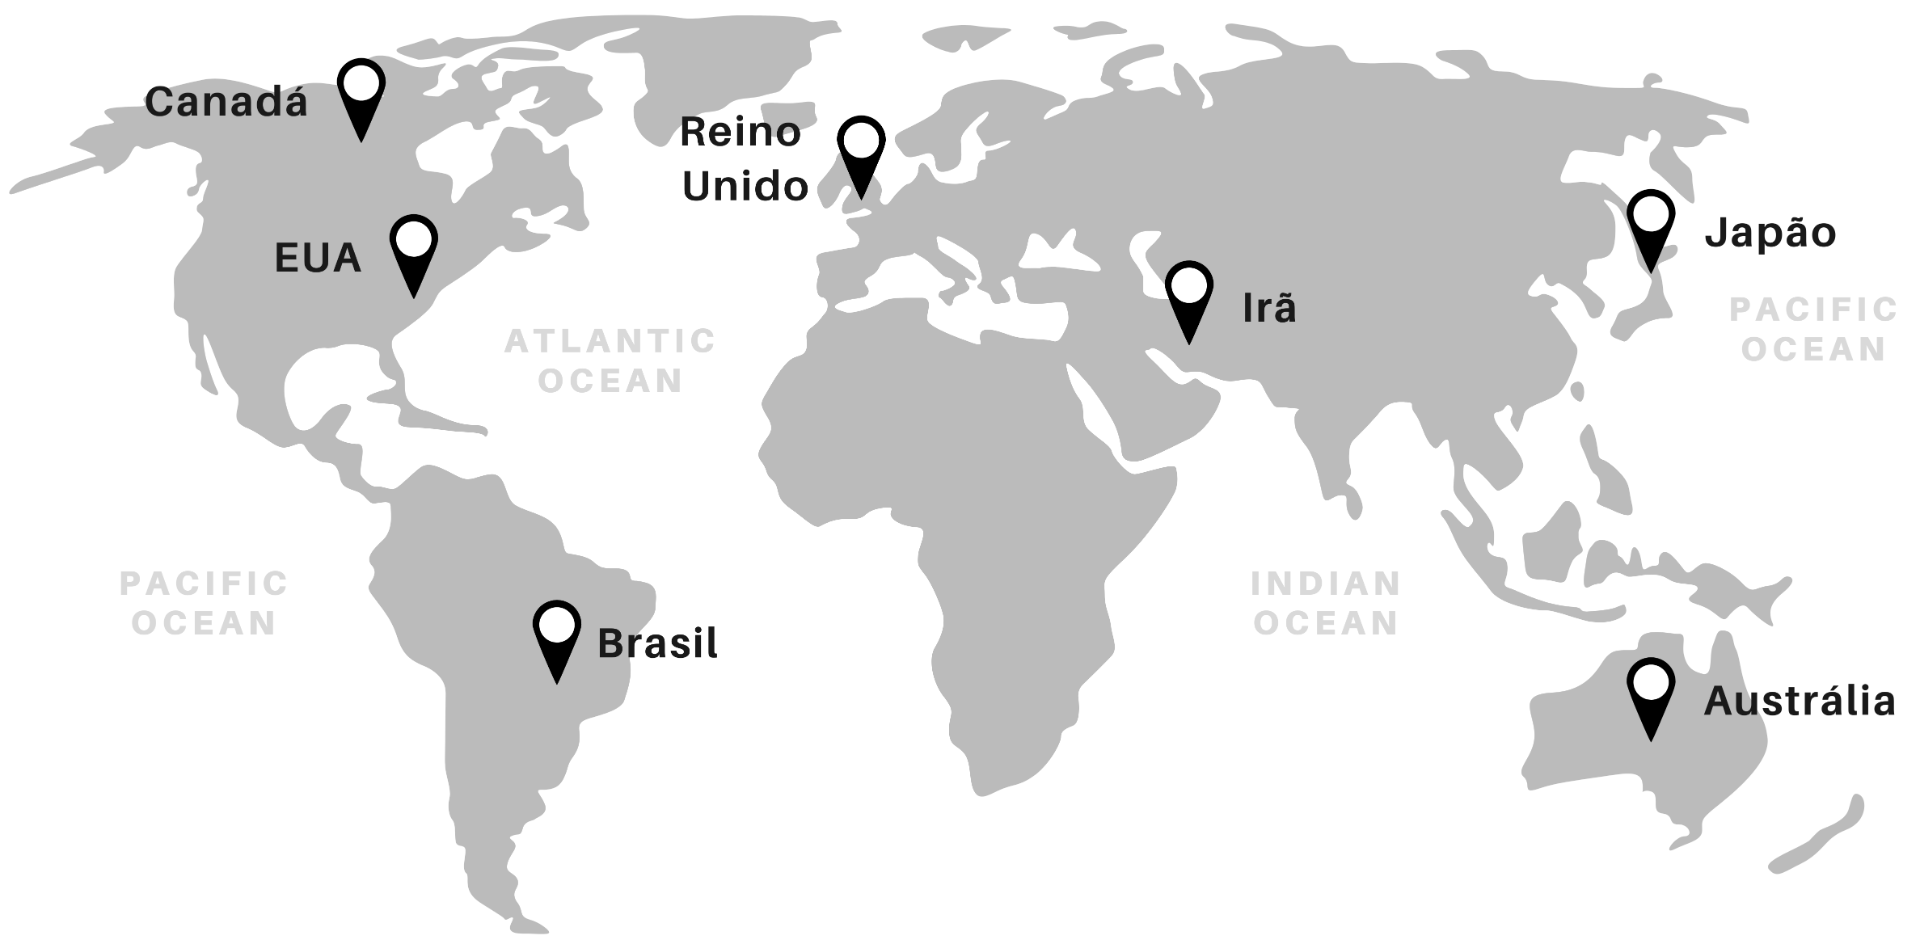 Canadá
Reino
Unido
EUA
Japão
Irã
PACIFIC
OCEAN
ATLANTIC
OCEAN
PACIFIC
OCEAN
INDIAN
OCEAN
Brasil
Austrália